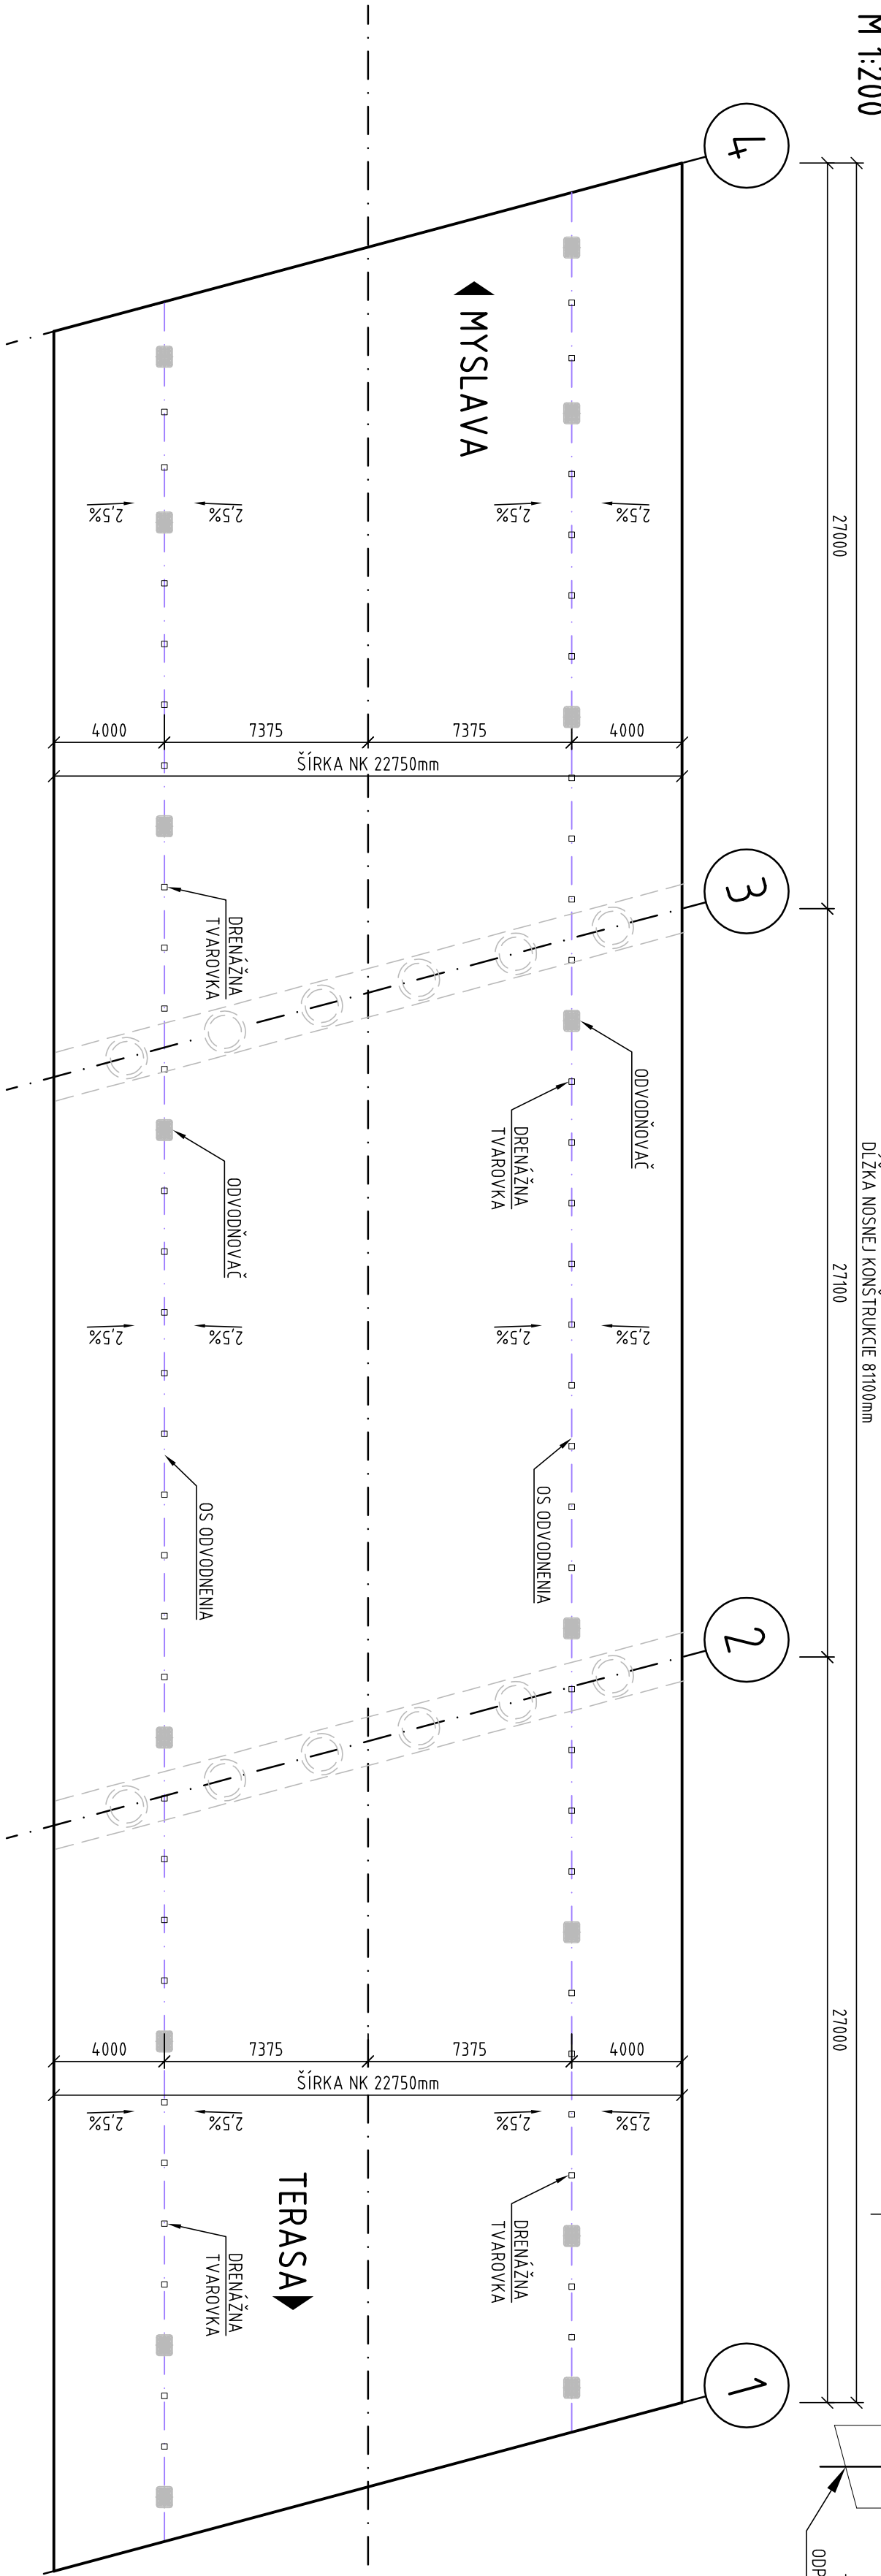 M 1:200
4
27000
MYSLAVA
2,5%
2,5%
2,5%
2,5%
4000
7375
7375
4000
ŠÍRKA NK 22750mm
3
DRENÁŽNA
TVAROVKA
ODVODŇOVAČ
DRENÁŽNA
TVAROVKA
ODVODŇOVAČ
DĹŽKA NOSNEJ KONŠTRUKCIE 81100mm
27100
2,5%
2,5%
2,5%
2,5%
OS ODVODNENIA
OS ODVODNENIA
2
27000
4000
7375
7375
4000
ŠÍRKA NK 22750mm
2,5%
2,5%
2,5%
2,5%
TERASA
DRENÁŽNA
TVAROVKA
DRENÁŽNA
TVAROVKA
1